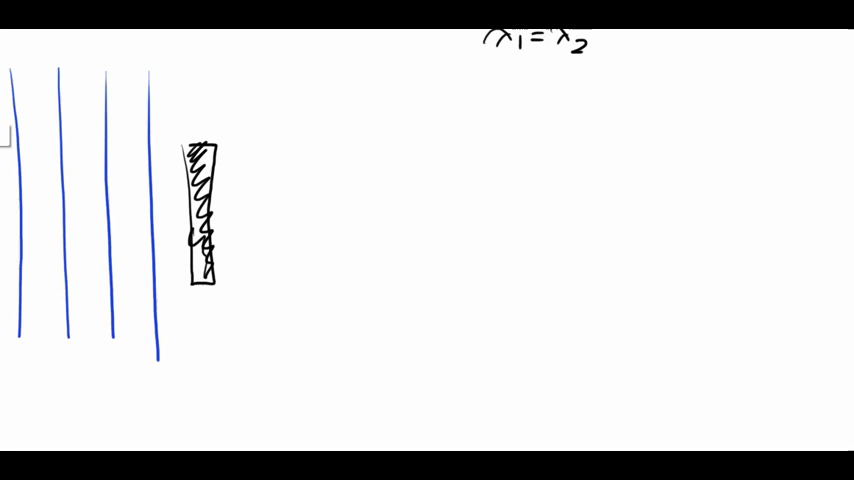 λ₁ = λ₂